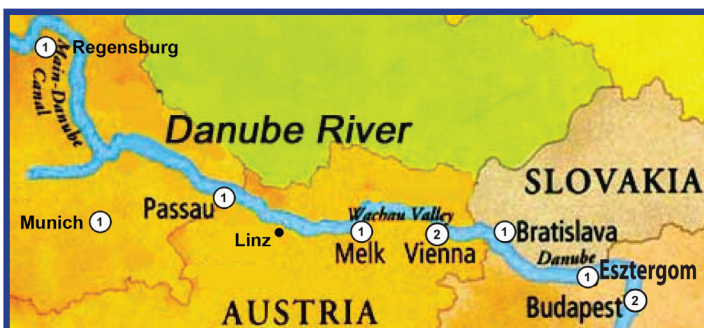 1 Regensburg
Main-Danube
Canal
Danube River
SLOVAKIA
Passau 1
Munich 1
Wachau Valley
Linz
1
2
1 Bratislava
Melk
Vienna
Danube
1 Esztergom
AUSTRIA
Budapest 2